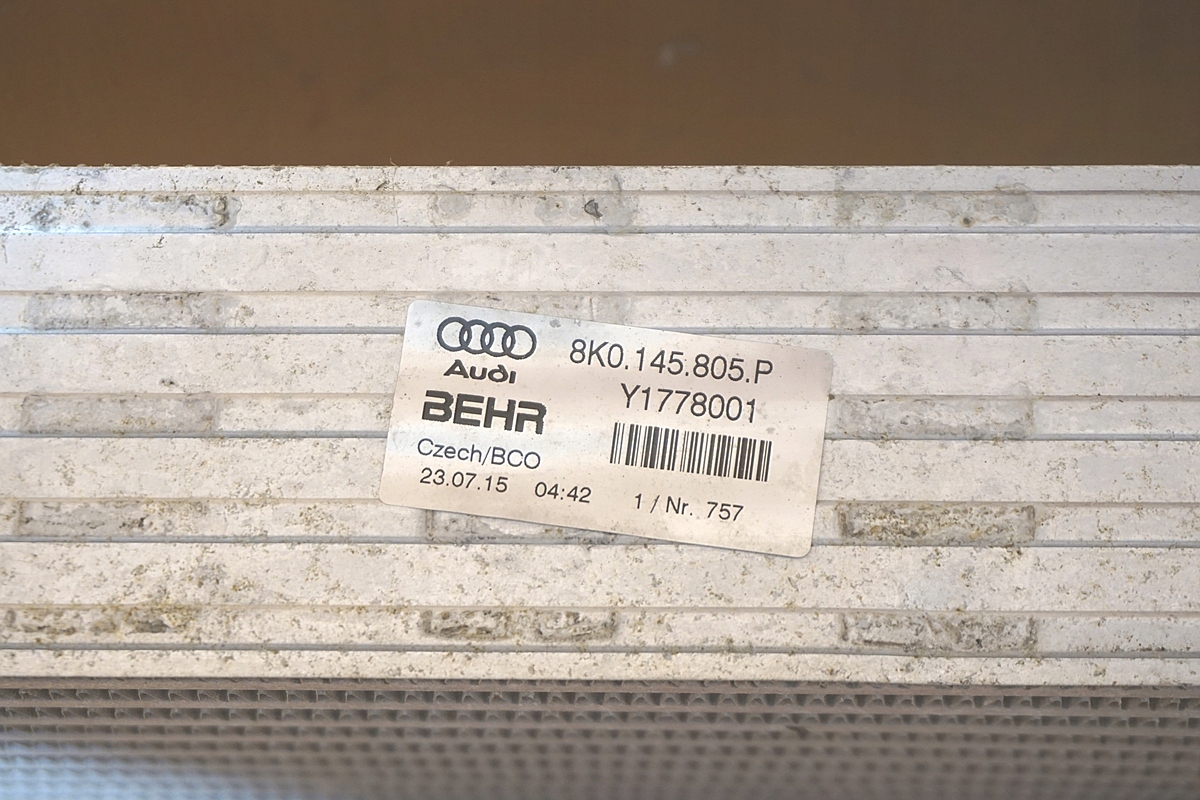 Audi
BEHR
Czech/BCO
23.07.15 04:42
8K0.145.805.P
Y1778001
1 / Nr. 757